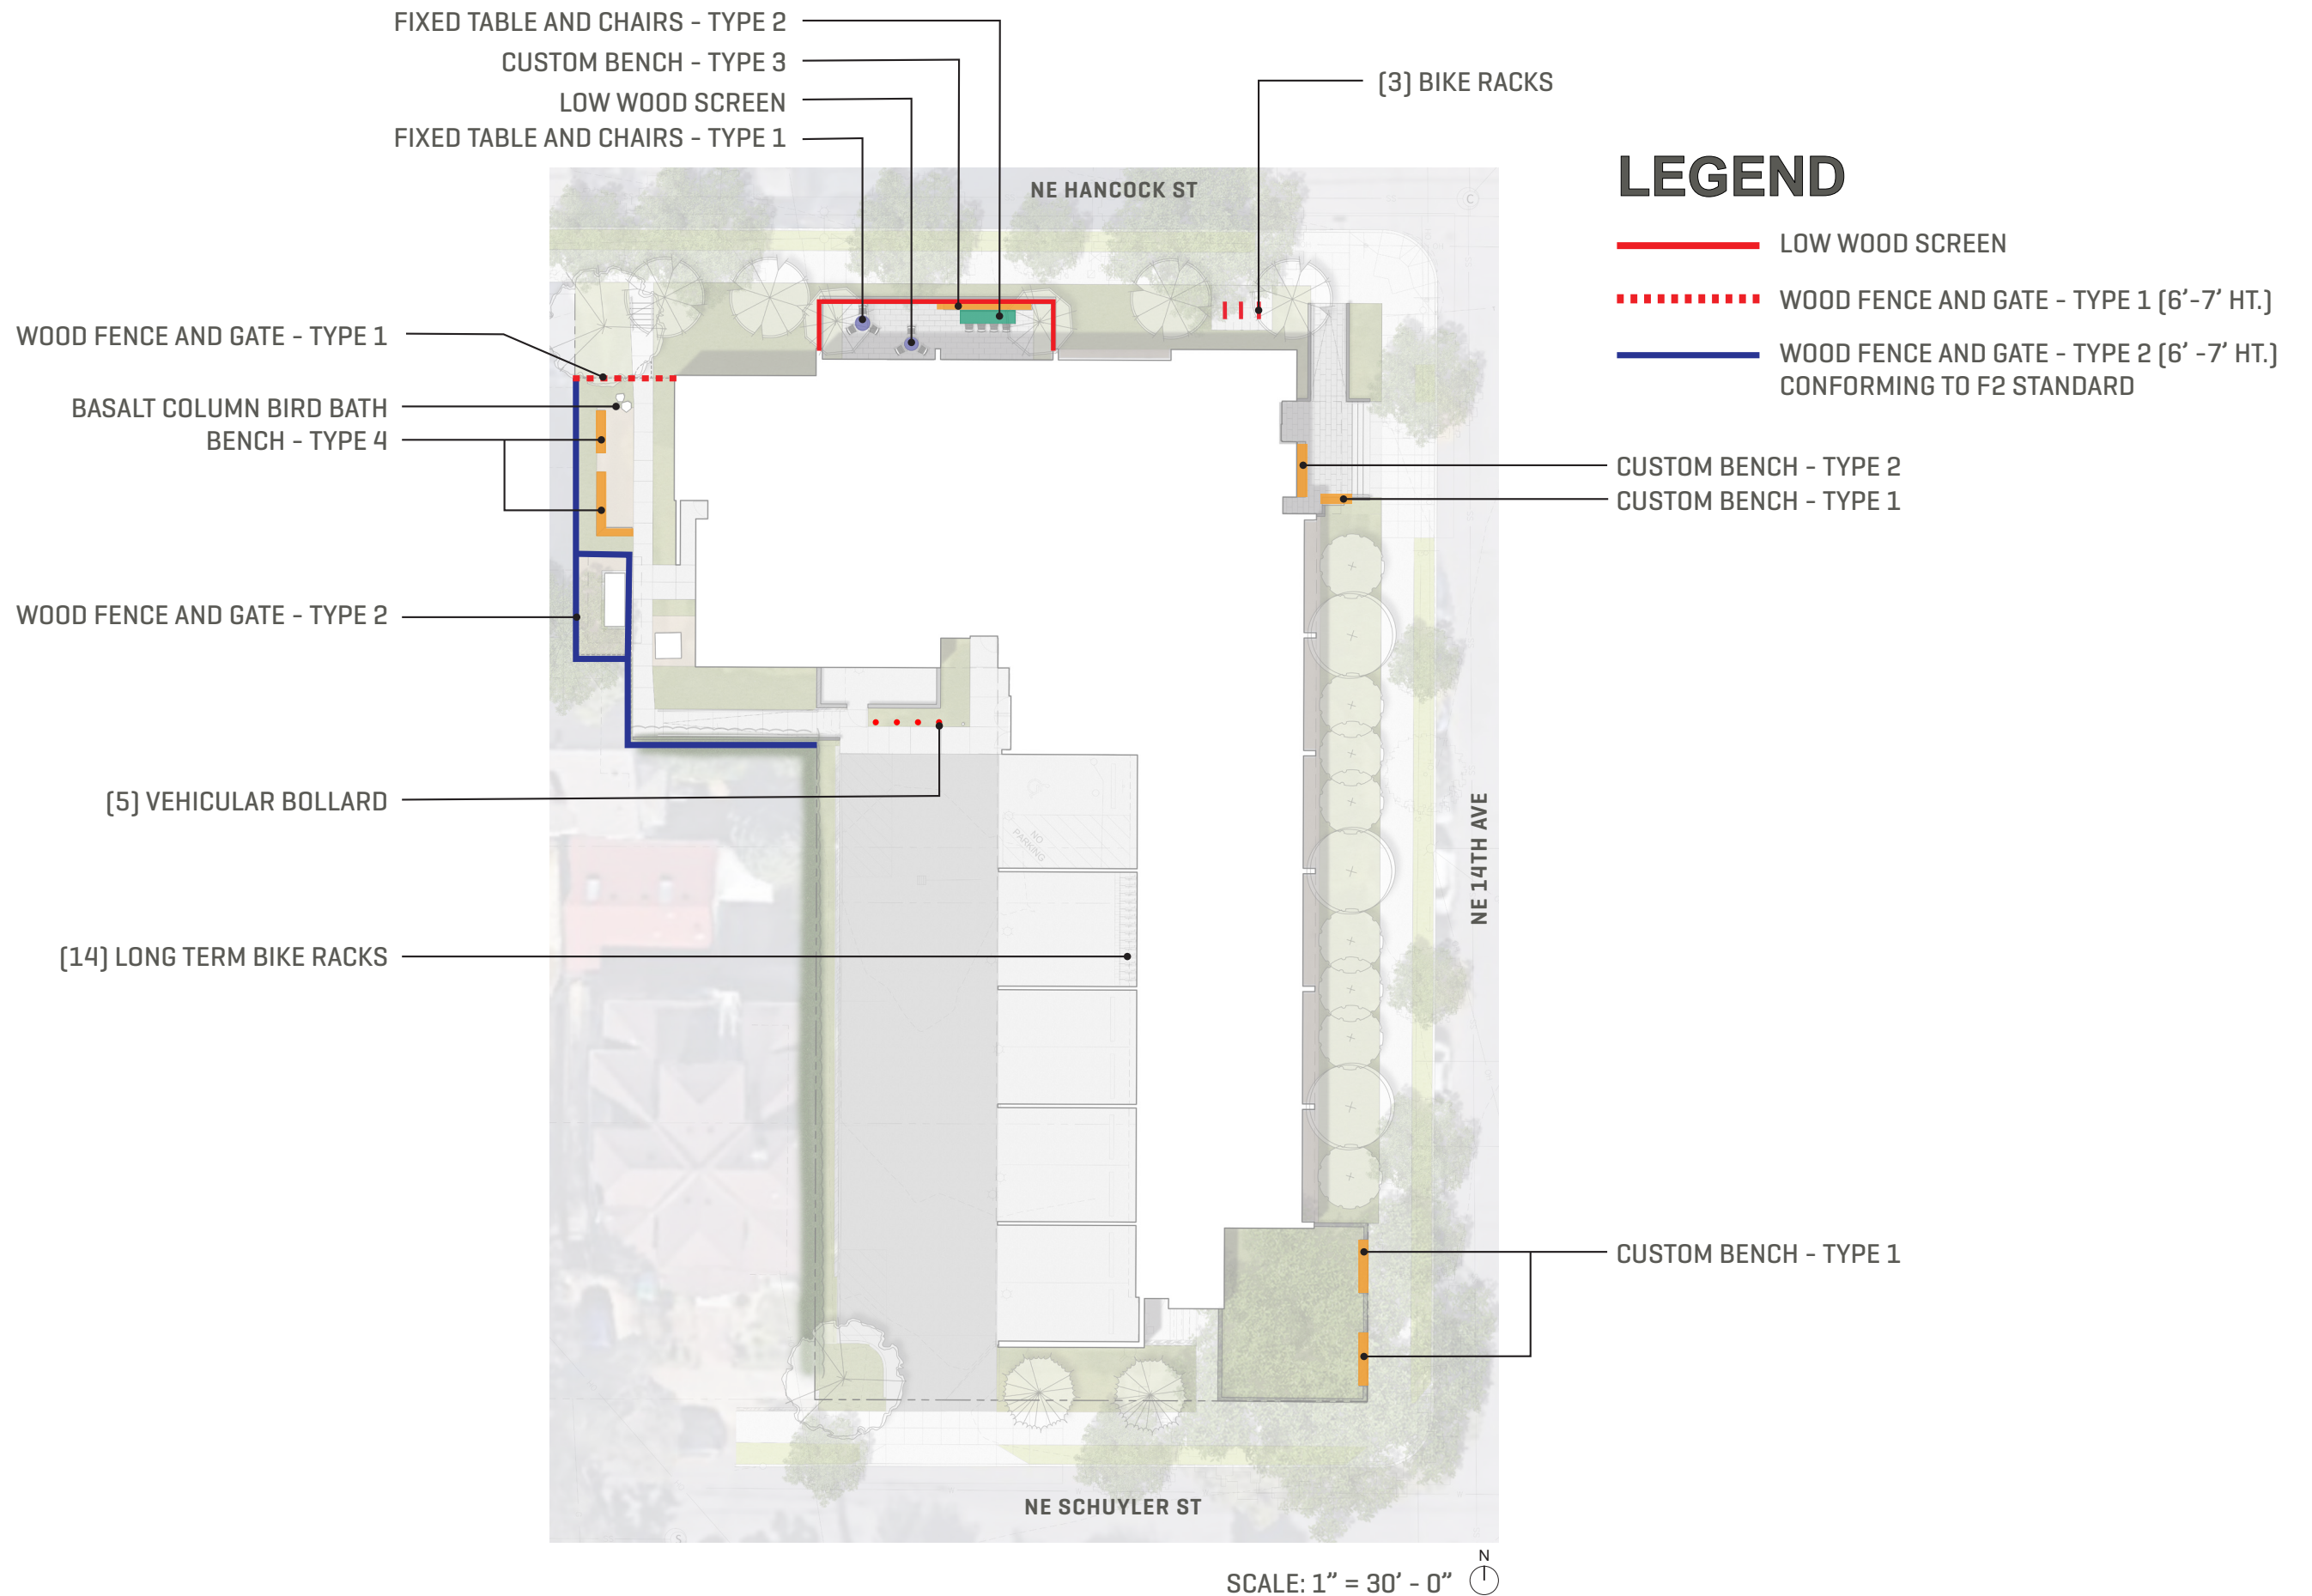 FIXED TABLE AND CHAIRS - TYPE 2
CUSTOM BENCH - TYPE 3
LOW WOOD SCREEN
FIXED TABLE AND CHAIRS - TYPE 1
(3) BIKE RACKS
NE HANCOCK ST
C
LEGEND
LOW WOOD SCREEN
WOOD FENCE AND GATE - TYPE 1 (6'-7' HT.)
WOOD FENCE AND GATE - TYPE 2 (6' -7' HT.)
CONFORMING TO F2 STANDARD
WOOD FENCE AND GATE - TYPE 1
BASALT COLUMN BIRD BATH
BENCH - TYPE 4
WOOD FENCE AND GATE - TYPE 2
(5) VEHICULAR BOLLARD
(14) LONG TERM BIKE RACKS
CUSTOM BENCH - TYPE 2
CUSTOM BENCH - TYPE 1
NO
PARKING
NE 14TH AVE
CUSTOM BENCH - TYPE 1
NE SCHUYLER ST
S
SCALE: 1" = 30' - 0"
N